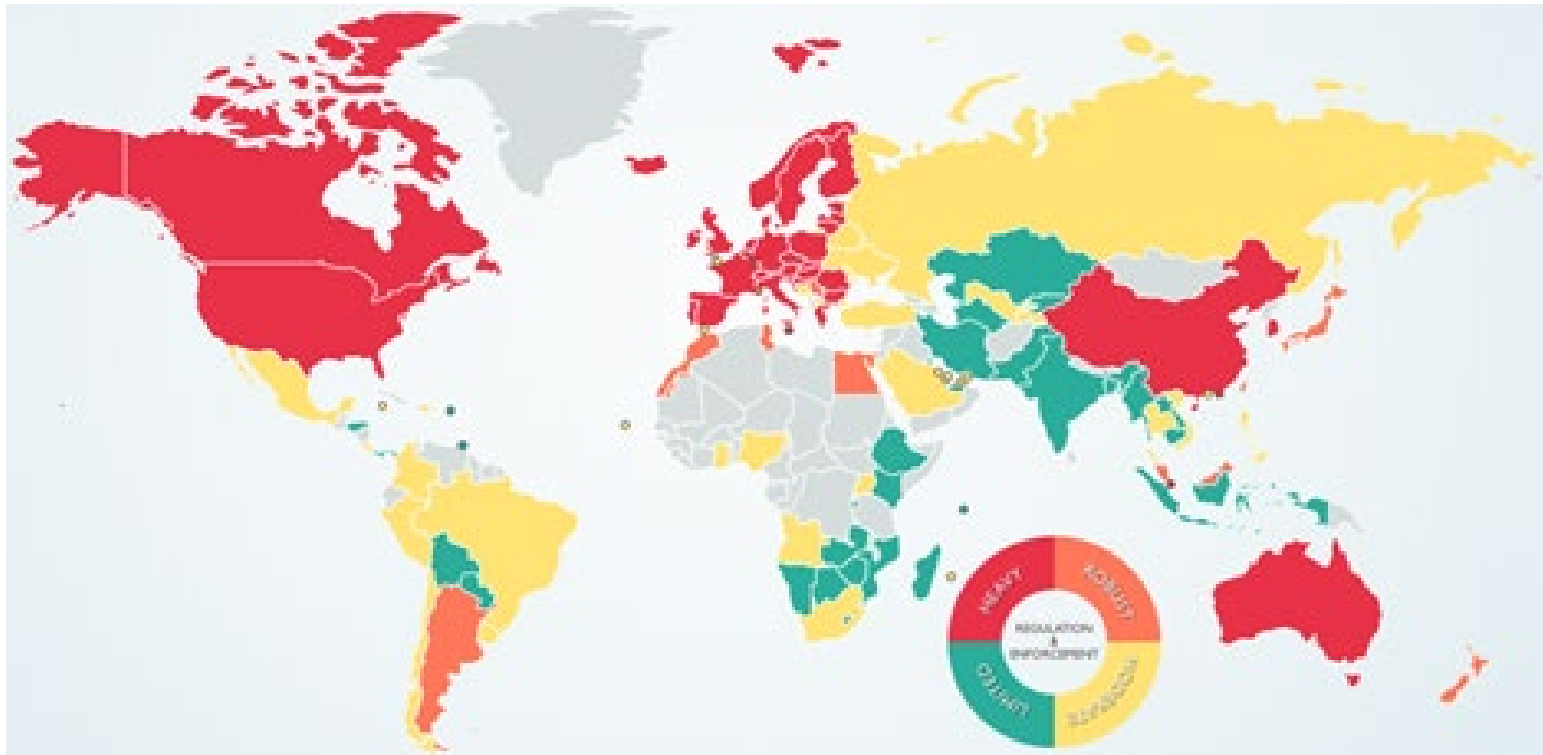 HEAVY
ROBUST
REGULATION
&
ENFORCEMENT
LIMITED
MODERATE